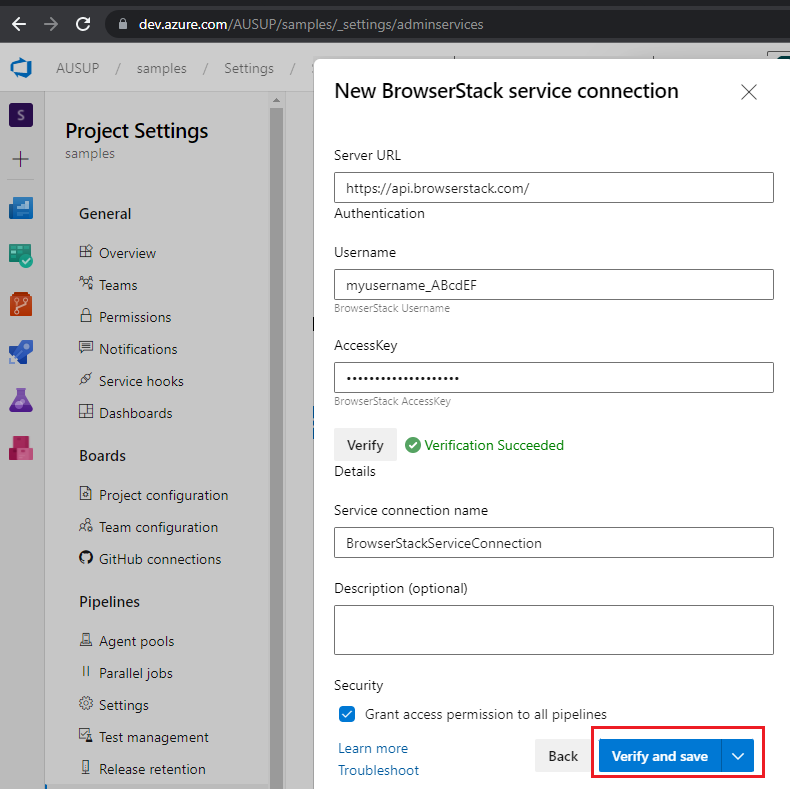 dev.azure.com/AUSUP/samples/_settings/adminservices
AUSUP / samples / Settings /
S
Project Settings
samples
General
Overview
Teams
Permissions
Notifications
Service hooks
Dashboards
Boards
Project configuration
Team configuration
GitHub connections
Pipelines
Agent pools
Parallel jobs
Settings
Test management
Release retention
New BrowserStack service connection
Server URL
https://api.browserstack.com/
Authentication
Username
myusername_ABcdEF
BrowserStack Username
AccessKey
••••••••••••••••••••
BrowserStack AccessKey
Verify
Verification Succeeded
Details
Service connection name
BrowserStackServiceConnection
Description (optional)
Security
Grant access permission to all pipelines
Learn more
Troubleshoot
Back
Verify and save